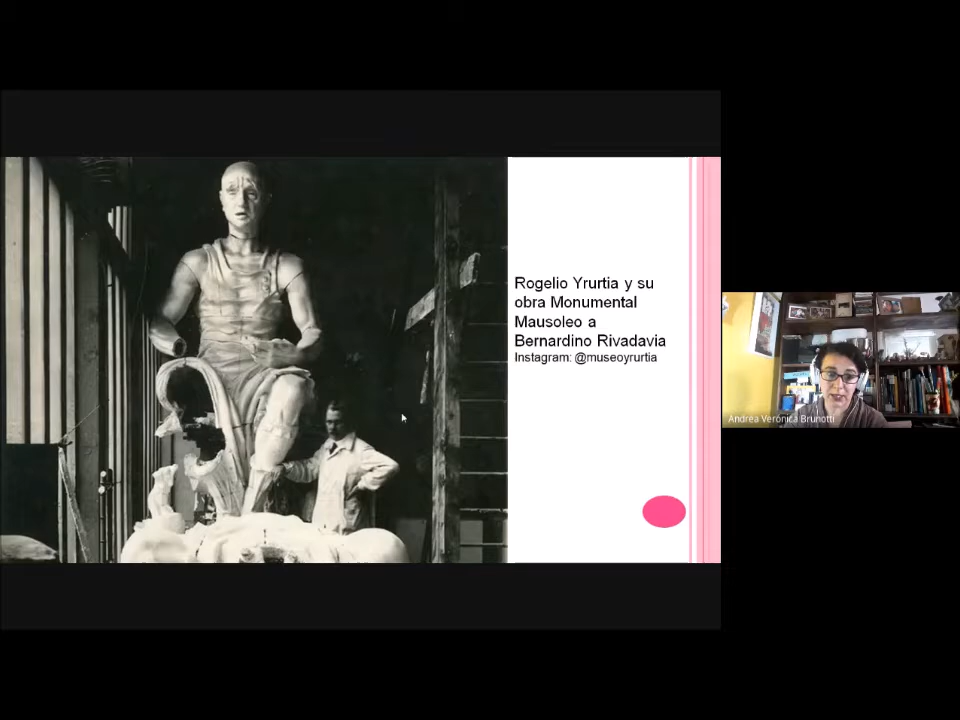 Rogelio Yrurtia y su
obra Monumental
Mausoleo a
Bernardino Rivadavia
Instagram: @museoyrurtia
Andrea Verónica Brunotti